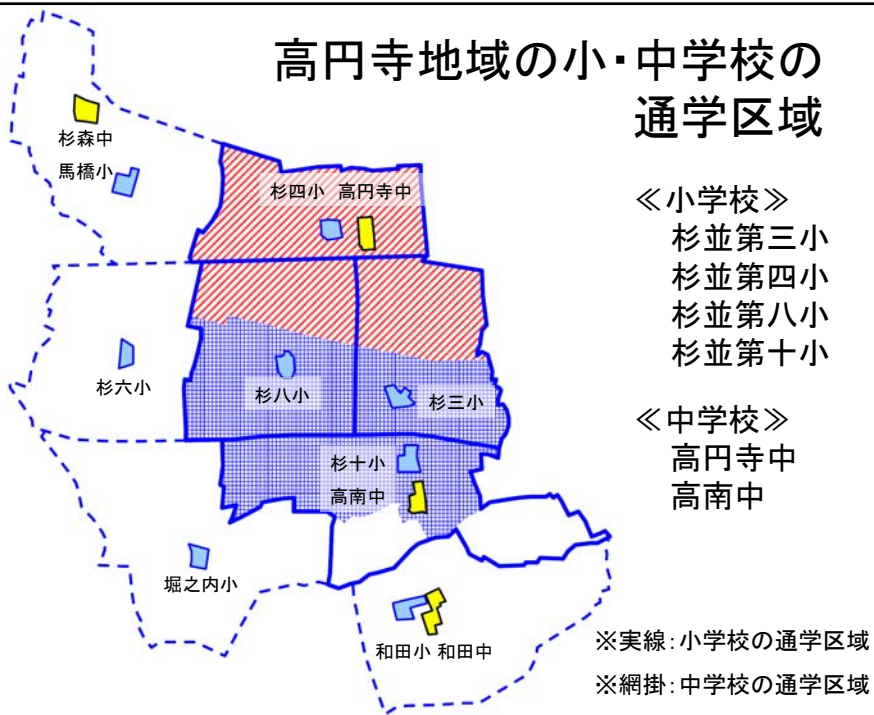 高円寺地域の小・中学校の
通学区域
杉森中
馬橋小
杉四小 高円寺中
≪小学校≫
杉並第三小
杉並第四小
杉並第八小
杉並第十小
杉六小
杉八小
杉三小
≪中学校≫
高円寺中
高南中
杉十小
高南中
堀之内小
和田小 和田中
※実線：小学校の通学区域
※網掛：中学校の通学区域